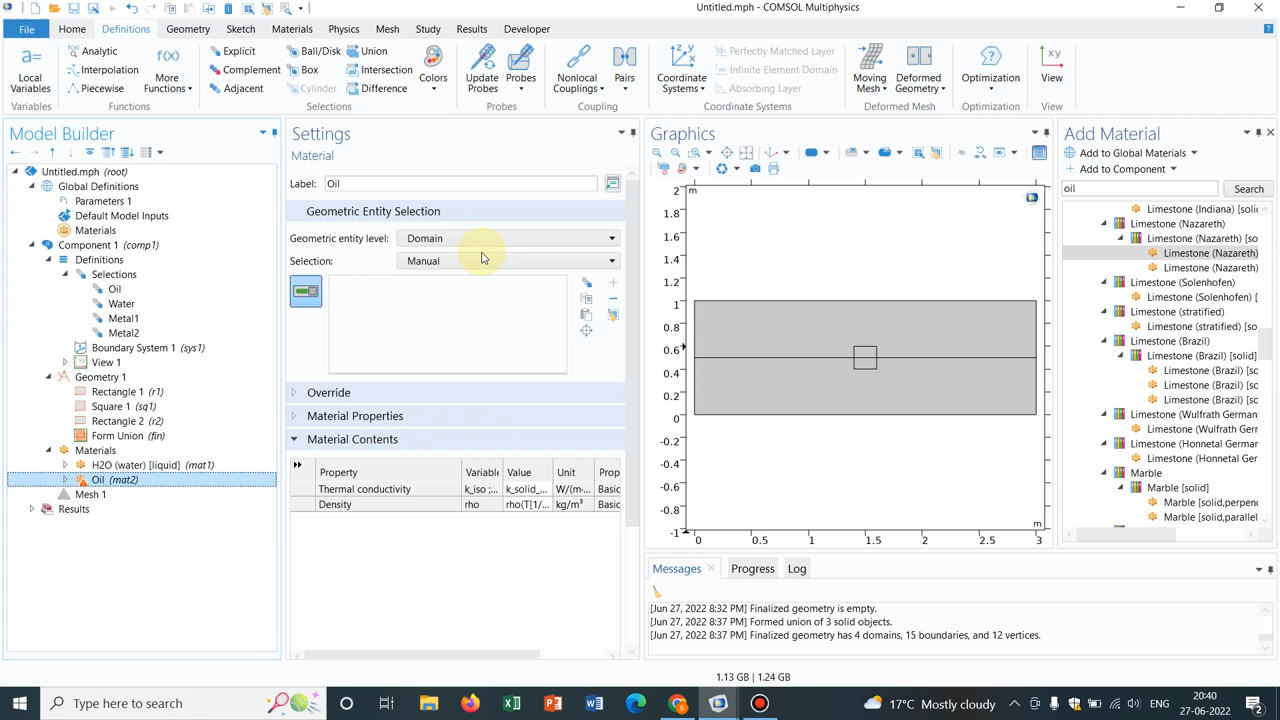 Untitled.mph - COMSOL Multiphysics
File Home Definitions Geometry Sketch Materials Physics Mesh Study Results Developer
a=
Local
Variables
Variables
Analytic
Interpolation
Piecewise
f(x)
More
Functions
Functions
Explicit
Complement
Adjacent
Ball/Disk
Box
Cylinder
Union
Intersection
Difference
Colors
Selections
Update
Probes
Probes
Probes
Nonlocal
Couplings
Pairs
Coupling
Coordinate
Systems
Perfectly Matched Layer
Infinite Element Domain
Absorbing Layer
Coordinate Systems
Moving
Mesh
Deformed
Geometry
Deformed Mesh
Optimization
Optimization
View
View
Model Builder
Untitled.mph (root)
Global Definitions
Parameters 1
Default Model Inputs
Materials
Component 1 (comp1)
Definitions
Selections
Oil
Water
Metal1
Metal2
Boundary System 1 (sys1)
View 1
Geometry 1
Rectangle 1 (r1)
Square 1 (sq1)
Rectangle 2 (r2)
Form Union (fin)
Materials
H2O (water) [liquid] (mat1)
Oil (mat2)
Mesh 1
Results
Settings
Material
Label: Oil
Geometric Entity Selection
Geometric entity level: Domain
Selection: Manual
Override
Material Properties
Material Contents
Property Variable Value Unit Prop
Thermal conductivity k_iso ;... k_solid_... W/(m·... Basic
Density rho rho(T[1/... kg/m³ Basic
Graphics
m
2
1.8
1.6
1.4
1.2
1
0.8
0.6
0.4
0.2
0
-0.2
-0.4
-0.6
-0.8
-1
m
0 0.5 1 1.5 2 2.5 3
Messages Progress Log
[Jun 27, 2022 8:32 PM] Finalized geometry is empty.
[Jun 27, 2022 8:37 PM] Formed union of 3 solid objects.
[Jun 27, 2022 8:37 PM] Finalized geometry has 4 domains, 15 boundaries, and 12 vertices.
Add Material
Add to Global Materials
Add to Component
oil Search
Limestone (Indiana) [solid
Limestone (Nazareth)
Limestone (Nazareth) [so
Limestone (Nazareth)
Limestone (Nazareth)
Limestone (Solenhofen)
Limestone (Solenhofen) [
Limestone (stratified)
Limestone (stratified) [so
Limestone (Brazil)
Limestone (Brazil) [solid]
Limestone (Brazil) [sc
Limestone (Brazil) [sc
Limestone (Brazil) [sc
Limestone (Wulfrath German
Limestone (Wulfrath Germ
Limestone (Honnetal German
Limestone (Honnetal Ger
Marble
Marble [solid]
Marble [solid,perpen
Marble [solid,parallel
1.13 GB | 1.24 GB
Type here to search
17°C Mostly cloudy
ENG
20:40
27-06-2022
2